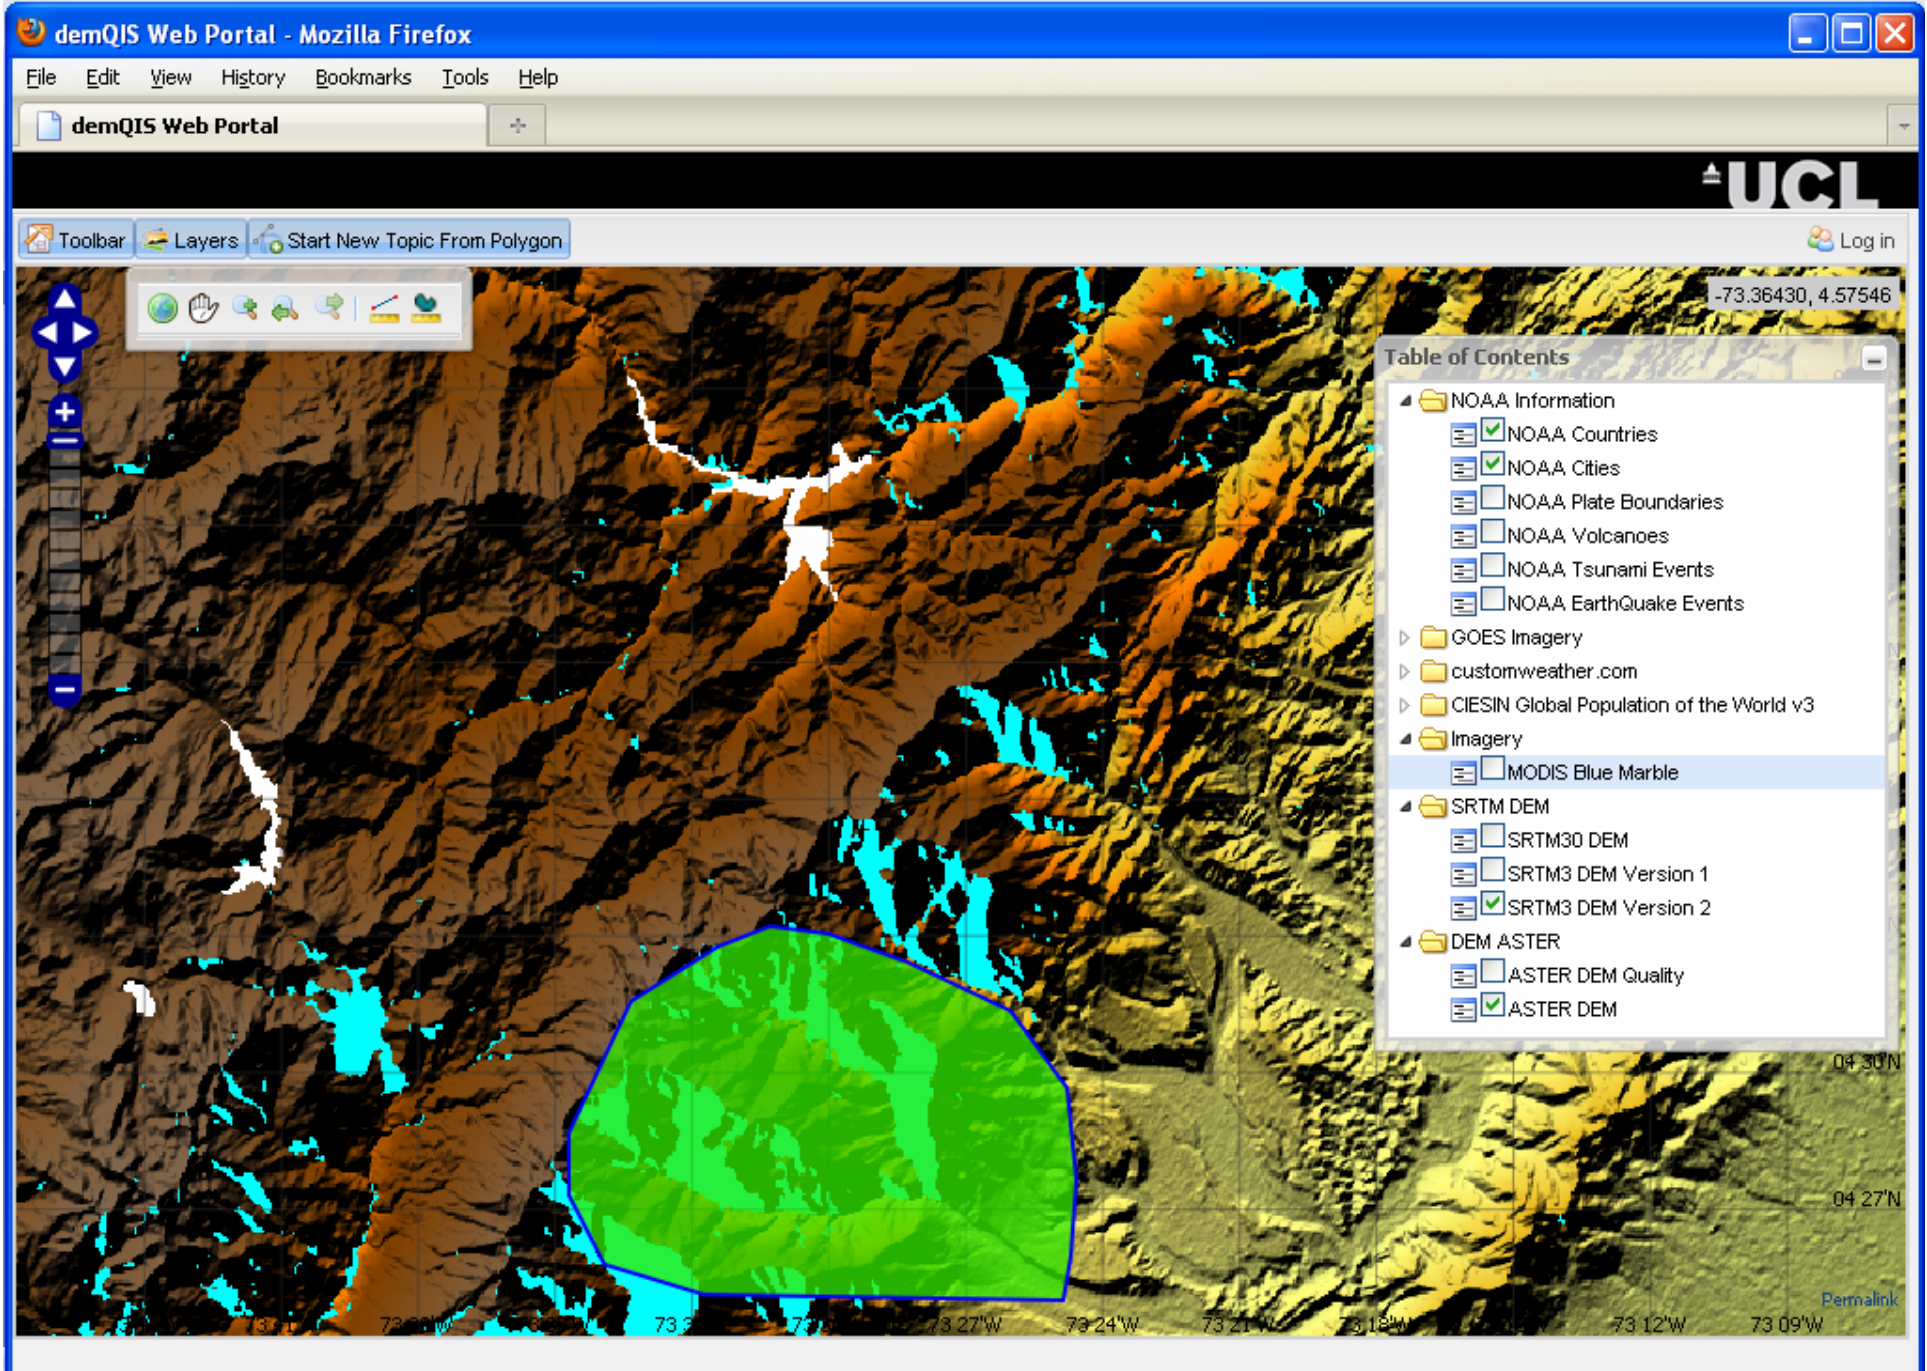 demQIS Web Portal - Mozilla Firefox
File Edit View History Bookmarks Tools Help
demQIS Web Portal
UCL
Toolbar Layers Start New Topic From Polygon Log in
-73.36430, 4.57546
Table of Contents
NOAA Information
NOAA Countries
NOAA Cities
NOAA Plate Boundaries
NOAA Volcanoes
NOAA Tsunami Events
NOAA EarthQuake Events
GOES Imagery
customweather.com
CIESIN Global Population of the World v3
Imagery
MODIS Blue Marble
SRTM DEM
SRTM30 DEM
SRTM3 DEM Version 1
SRTM3 DEM Version 2
DEM ASTER
ASTER DEM Quality
ASTER DEM
04 30'N
04 27'N
Permalink
73 27'W 73 24'W 73 21'W 73 18'W 73 12'W 73 09'W